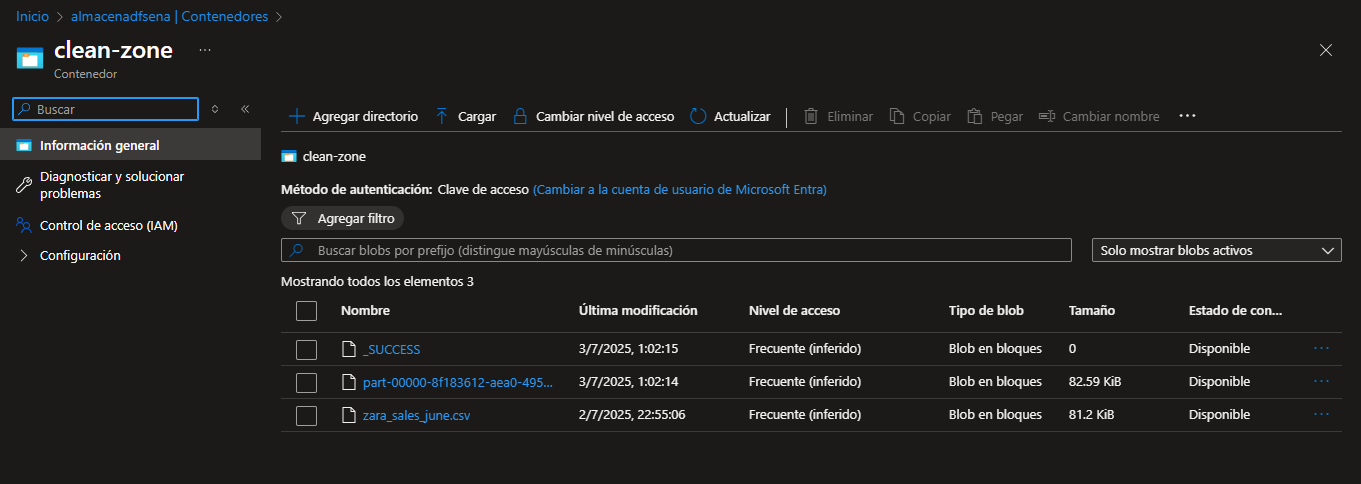 Inicio > almacenadfsena | Contenedores >
clean-zone ...
Contenedor
Buscar
Información general
Diagnosticar y solucionar
problemas
Control de acceso (IAM)
Configuración
Agregar directorio Cargar Cambiar nivel de acceso Actualizar Eliminar Copiar Pegar Cambiar nombre ...
clean-zone
Método de autenticación: Clave de acceso (Cambiar a la cuenta de usuario de Microsoft Entra)
Agregar filtro
Buscar blobs por prefijo (distingue mayúsculas de minúsculas) Solo mostrar blobs activos
Mostrando todos los elementos 3
Nombre Última modificación Nivel de acceso Tipo de blob Tamaño Estado de con...
_SUCCESS 3/7/2025, 1:02:15 Frecuente (inferido) Blob en bloques 0 Disponible ...
part-00000-8f183612-aea0-495... 3/7/2025, 1:02:14 Frecuente (inferido) Blob en bloques 82.59 KiB Disponible ...
zara_sales_june.csv 2/7/2025, 22:55:06 Frecuente (inferido) Blob en bloques 81.2 KiB Disponible ...